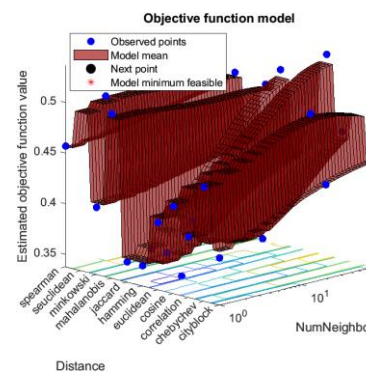 Objective function model
Observed points
Model mean
Next point
Model minimum feasible
Estimated objective function value
0.5
0.45
0.4
0.35
spearman
seuclidean
minkowski
mahalanobis
jaccard
hamming
euclidean
cosine
correlation
chebychev
cityblock
10^0
10^1
NumNeighbo
Distance